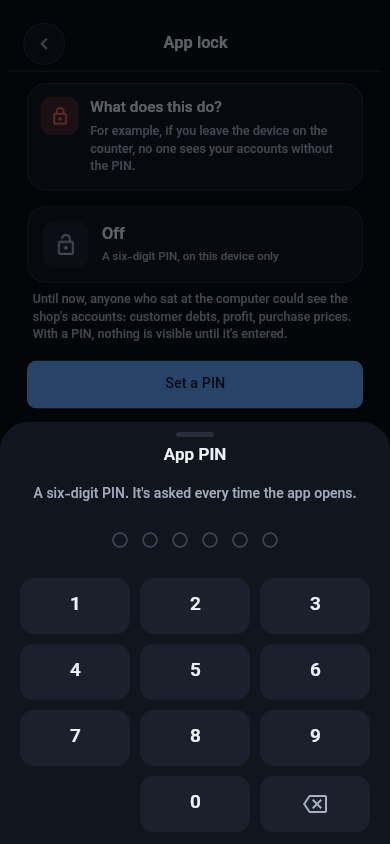 App lock
What does this do?
For example, if you leave the device on the
counter, no one sees your accounts without
the PIN.
Off
A six-digit PIN, on this device only
Until now, anyone who sat at the computer could see the
shop's accounts: customer debts, profit, purchase prices.
With a PIN, nothing is visible until it's entered.
Set a PIN
App PIN
A six-digit PIN. It's asked every time the app opens.
1 2 3
4 5 6
7 8 9
0